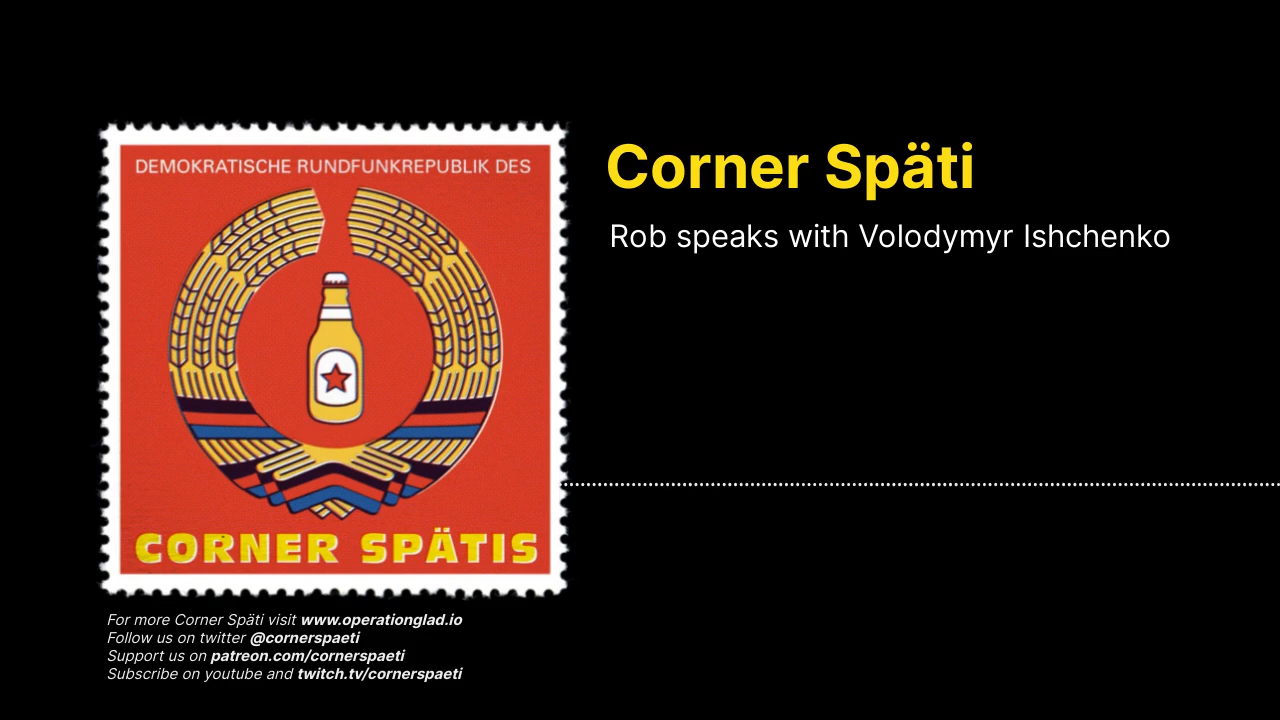 DEMOKRATISCHE RUNDFUNKREPUBLIK DES
CORNER SPÄTIS
Corner Späti
Rob speaks with Volodymyr Ishchenko
For more Corner Späti visit www.operationglad.io
Follow us on twitter @cornerspaeti
Support us on patreon.com/cornerspaeti
Subscribe on youtube and twitch.tv/cornerspaeti